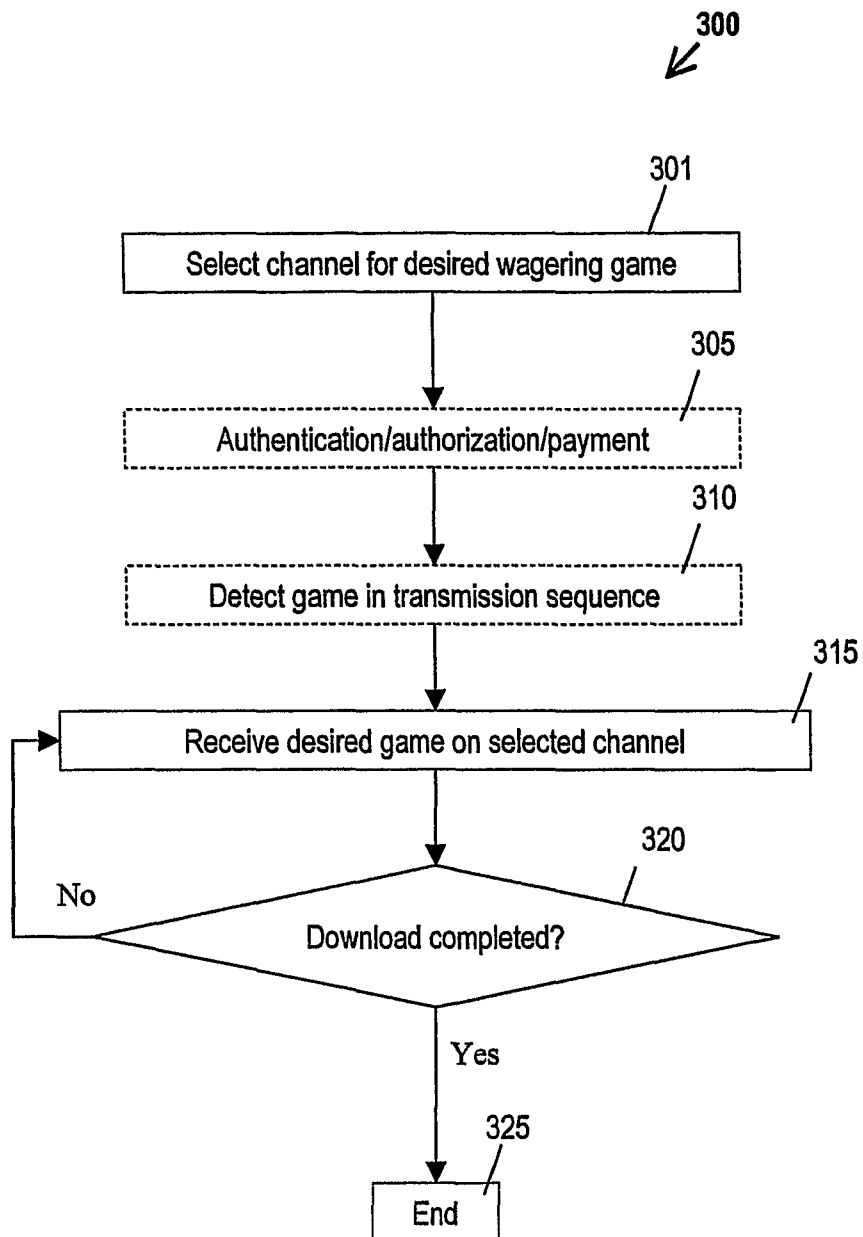 300
301
Select channel for desired wagering game
305
Authentication/authorization/payment
310
Detect game in transmission sequence
315
Receive desired game on selected channel
320
No
Download completed?
Yes
325
End